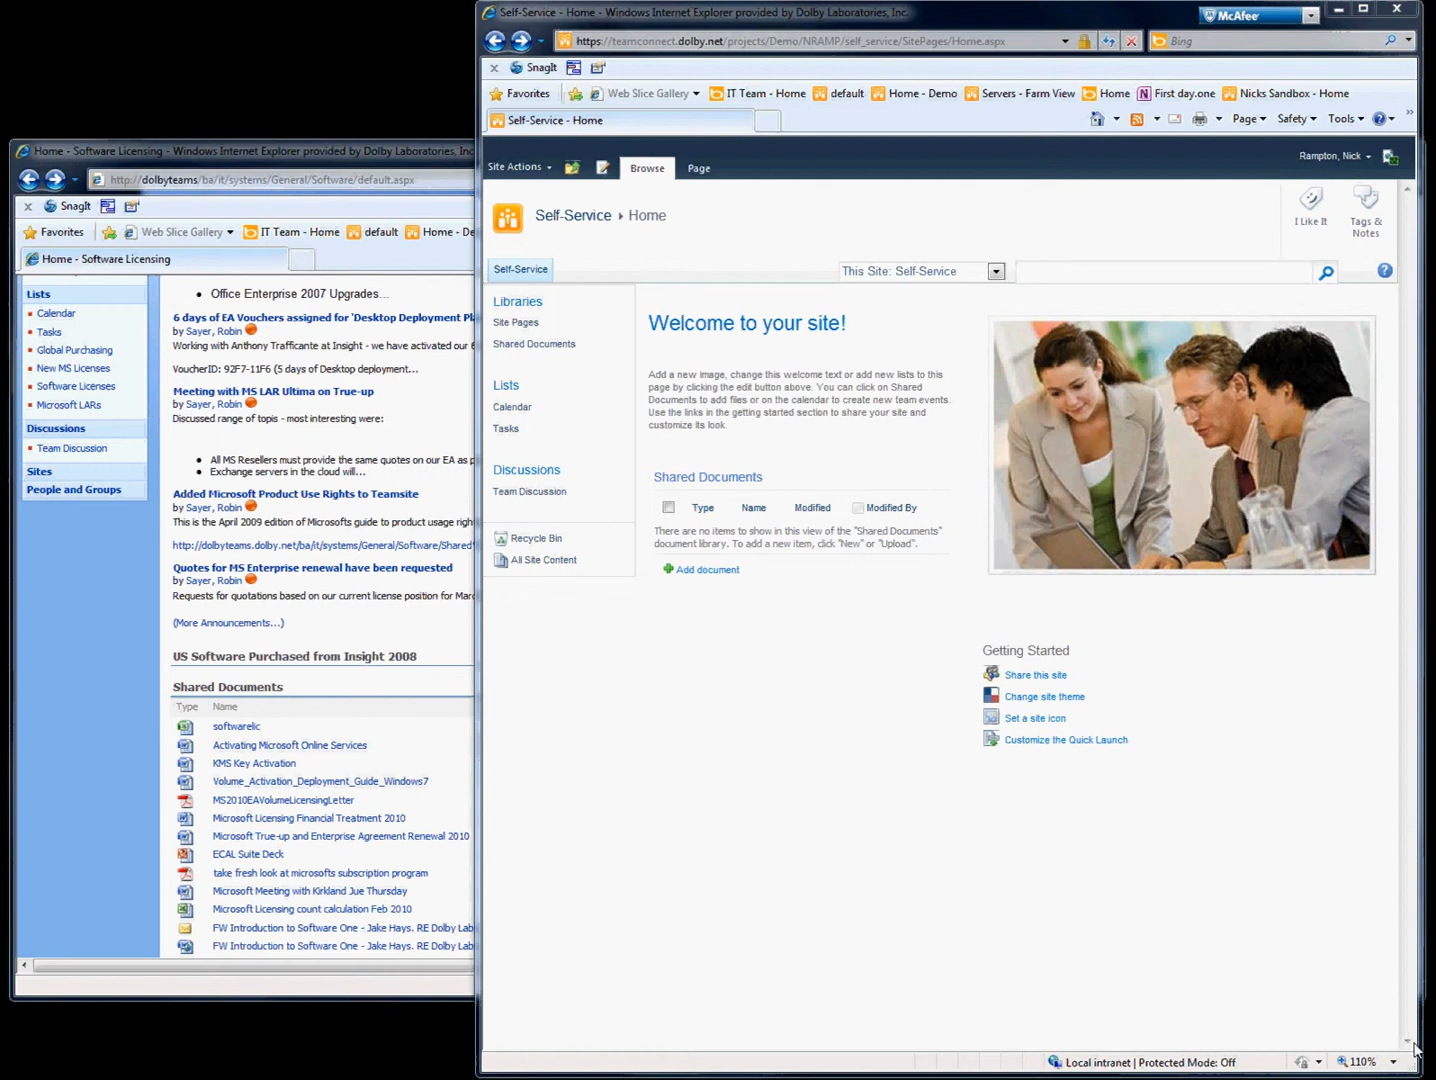 Self-Service - Home - Windows Internet Explorer provided by Dolby Laboratories, Inc.
McAfee
https://teamconnect.dolby.net/projects/Demo/NRAMP/self_service/SitePages/Home.aspx
Bing
x SnagIt
Favorites Web Slice Gallery IT Team - Home default Home - Demo Servers - Farm View Home First day.one Nicks Sandbox - Home
Self-Service - Home
Page Safety Tools
Site Actions Browse Page Rampton, Nick
Self-Service Home
I Like It
Tags &
Notes
Self-Service
This Site: Self-Service
Libraries
Site Pages
Shared Documents
Lists
Calendar
Tasks
Discussions
Team Discussion
Recycle Bin
All Site Content
Welcome to your site!
Add a new image, change this welcome text or add new lists to this
page by clicking the edit button above. You can click on Shared
Documents to add files or on the calendar to create new team events.
Use the links in the getting started section to share your site and
customize its look.
Shared Documents
Type Name Modified Modified By
There are no items to show in this view of the "Shared Documents"
document library. To add a new item, click "New" or "Upload".
Add document
Getting Started
Share this site
Change site theme
Set a site icon
Customize the Quick Launch
Local intranet | Protected Mode: Off
110%
Home - Software Licensing - Windows Internet Explorer provided by Dolby Laboratories, Inc
http://dolbyteams/ba/it/systems/General/Software/default.aspx
x SnagIt
Favorites Web Slice Gallery IT Team - Home default Home - De
Home - Software Licensing
Lists
Calendar
Tasks
Global Purchasing
New MS Licenses
Software Licenses
Microsoft LARs
Discussions
Team Discussion
Sites
People and Groups
• Office Enterprise 2007 Upgrades...
6 days of EA Vouchers assigned for 'Desktop Deployment Pl
by Sayer, Robin
Working with Anthony Trafficante at Insight - we have activated our 6
VoucherID: 92F7-11F6 (5 days of Desktop deployment...
Meeting with MS LAR Ultima on True-up
by Sayer, Robin
Discussed range of topis - most interesting were:
• All MS Resellers must provide the same quotes on our EA as p
• Exchange servers in the cloud will...
Added Microsoft Product Use Rights to Teamsite
by Sayer, Robin
This is the April 2009 edition of Microsofts guide to product usage righ
http://dolbyteams.dolby.net/ba/it/systems/General/Software/Shared
Quotes for MS Enterprise renewal have been requested
by Sayer, Robin
Requests for quotations based on our current license position for Marc
(More Announcements...)
US Software Purchased from Insight 2008
Shared Documents
Type Name
softwarelic
Activating Microsoft Online Services
KMS Key Activation
Volume_Activation_Deployment_Guide_Windows7
MS2010EAVolumeLicensingLetter
Microsoft Licensing Financial Treatment 2010
Microsoft True-up and Enterprise Agreement Renewal 2010
ECAL Suite Deck
take fresh look at microsofts subscription program
Microsoft Meeting with Kirkland Jue Thursday
Microsoft Licensing count calculation Feb 2010
FW Introduction to Software One - Jake Hays. RE Dolby Lab
FW Introduction to Software One - Jake Hays. RE Dolby Lab